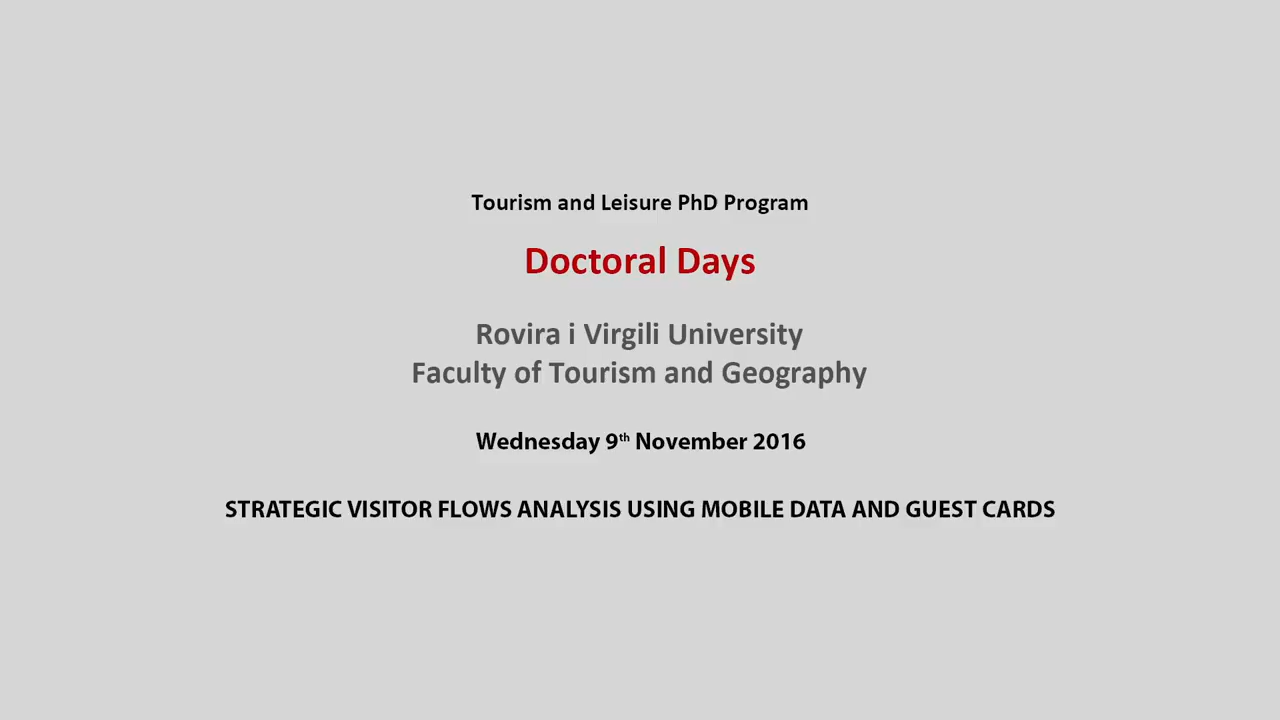 Tourism and Leisure PhD Program
Doctoral Days
Rovira i Virgili University
Faculty of Tourism and Geography
Wednesday 9th November 2016
STRATEGIC VISITOR FLOWS ANALYSIS USING MOBILE DATA AND GUEST CARDS